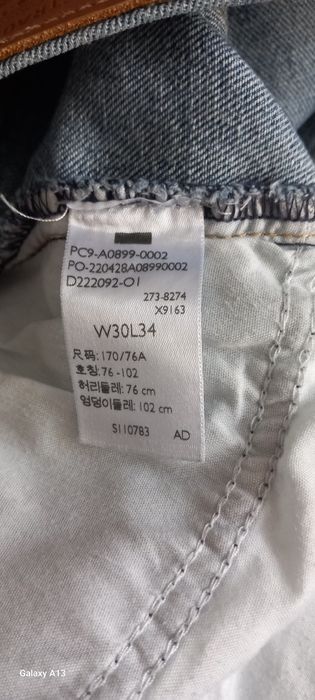 PC9-A0899-0002
PO-220428A08990002
D222092-01
273-8274
X9163
W30L34
尺码: 170/76A
호칭: 76 -102
허리둘레: 76 cm
엉덩이둘레: 102 cm
S110783 AD
Galaxy A13